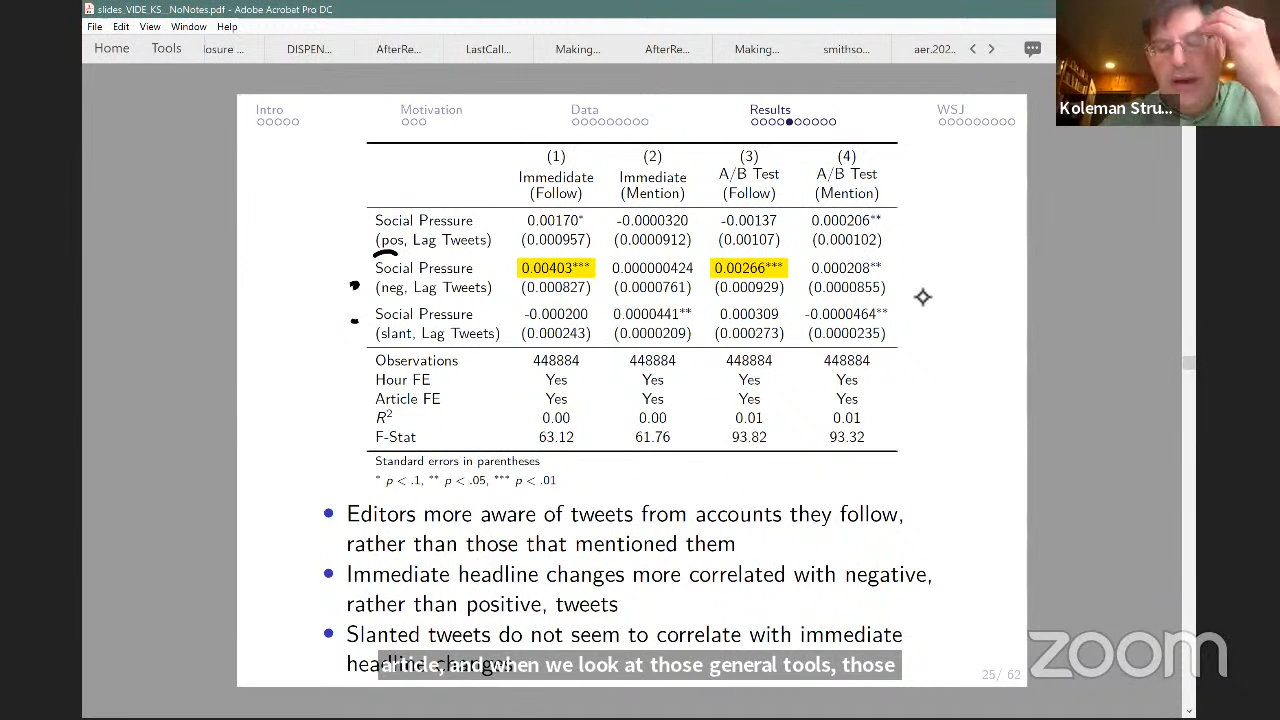 slides_VIDE_KS__NoNotes.pdf - Adobe Acrobat Pro DC
File Edit View Window Help
Home Tools losure ... DISPEN... AfterRe... LastCall... Making... AfterRe... Making... smithso... aer.202...
Koleman Stru...
Intro Motivation Data Results WSJ
(1) (2) (3) (4)
Immedidate Immediate A/B Test A/B Test
(Follow) (Mention) (Follow) (Mention)
Social Pressure 0.00170* -0.0000320 -0.00137 0.000206**
(pos, Lag Tweets) (0.000957) (0.0000912) (0.00107) (0.000102)
Social Pressure 0.00403*** 0.000000424 0.00266*** 0.000208**
(neg, Lag Tweets) (0.000827) (0.0000761) (0.000929) (0.0000855)
Social Pressure -0.000200 0.0000441** 0.000309 -0.0000464**
(slant, Lag Tweets) (0.000243) (0.0000209) (0.000273) (0.0000235)
Observations 448884 448884 448884 448884
Hour FE Yes Yes Yes Yes
Article FE Yes Yes Yes Yes
R² 0.00 0.00 0.01 0.01
F-Stat 63.12 61.76 93.82 93.32
Standard errors in parentheses
* p < .1, ** p < .05, *** p < .01
• Editors more aware of tweets from accounts they follow,
rather than those that mentioned them
• Immediate headline changes more correlated with negative,
rather than positive, tweets
• Slanted tweets do not seem to correlate with immediate
article, and when we look at those general tools, those
25/ 62
zoom